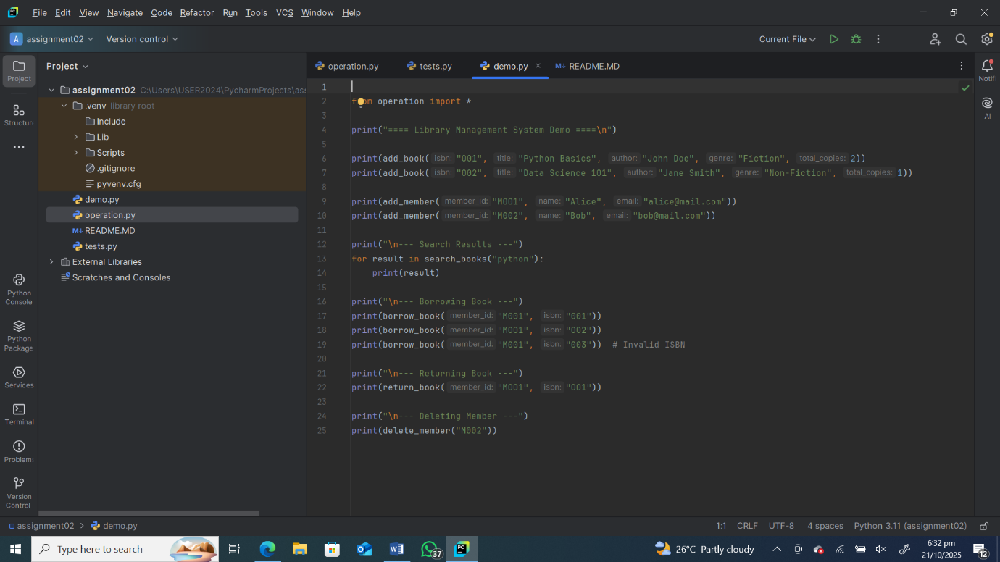 File Edit View Navigate Code Refactor Run Tools VCS Window Help
A assignment02 Version control Current File
Project
Project
operation.py tests.py demo.py README.MD
Notif
AI
Structur
Python Console
Python Package
Services
Terminal
Problem
Version Control
assignment02 C:\Users\USER2024\PycharmProjects\as
.venv library root
Include
Lib
Scripts
.gitignore
pyvenv.cfg
demo.py
operation.py
README.MD
tests.py
External Libraries
Scratches and Consoles
1
2 from operation import *
3
4 print("==== Library Management System Demo ====\n")
5
6 print(add_book( isbn: "001", title: "Python Basics", author: "John Doe", genre: "Fiction", total_copies: 2))
7 print(add_book( isbn: "002", title: "Data Science 101", author: "Jane Smith", genre: "Non-Fiction", total_copies: 1))
8
9 print(add_member( member_id: "M001", name: "Alice", email: "alice@mail.com"))
10 print(add_member( member_id: "M002", name: "Bob", email: "bob@mail.com"))
11
12 print("\n--- Search Results ---")
13 for result in search_books("python"):
14 print(result)
15
16 print("\n--- Borrowing Book ---")
17 print(borrow_book( member_id: "M001", isbn: "001"))
18 print(borrow_book( member_id: "M001", isbn: "002"))
19 print(borrow_book( member_id: "M001", isbn: "003")) # Invalid ISBN
20
21 print("\n--- Returning Book ---")
22 print(return_book( member_id: "M001", isbn: "001"))
23
24 print("\n--- Deleting Member ---")
25 print(delete_member("M002"))
assignment02 > demo.py 1:1 CRLF UTF-8 4 spaces Python 3.11 (assignment02)
Type here to search 37 26°C Partly cloudy 6:32 pm
21/10/2025 12